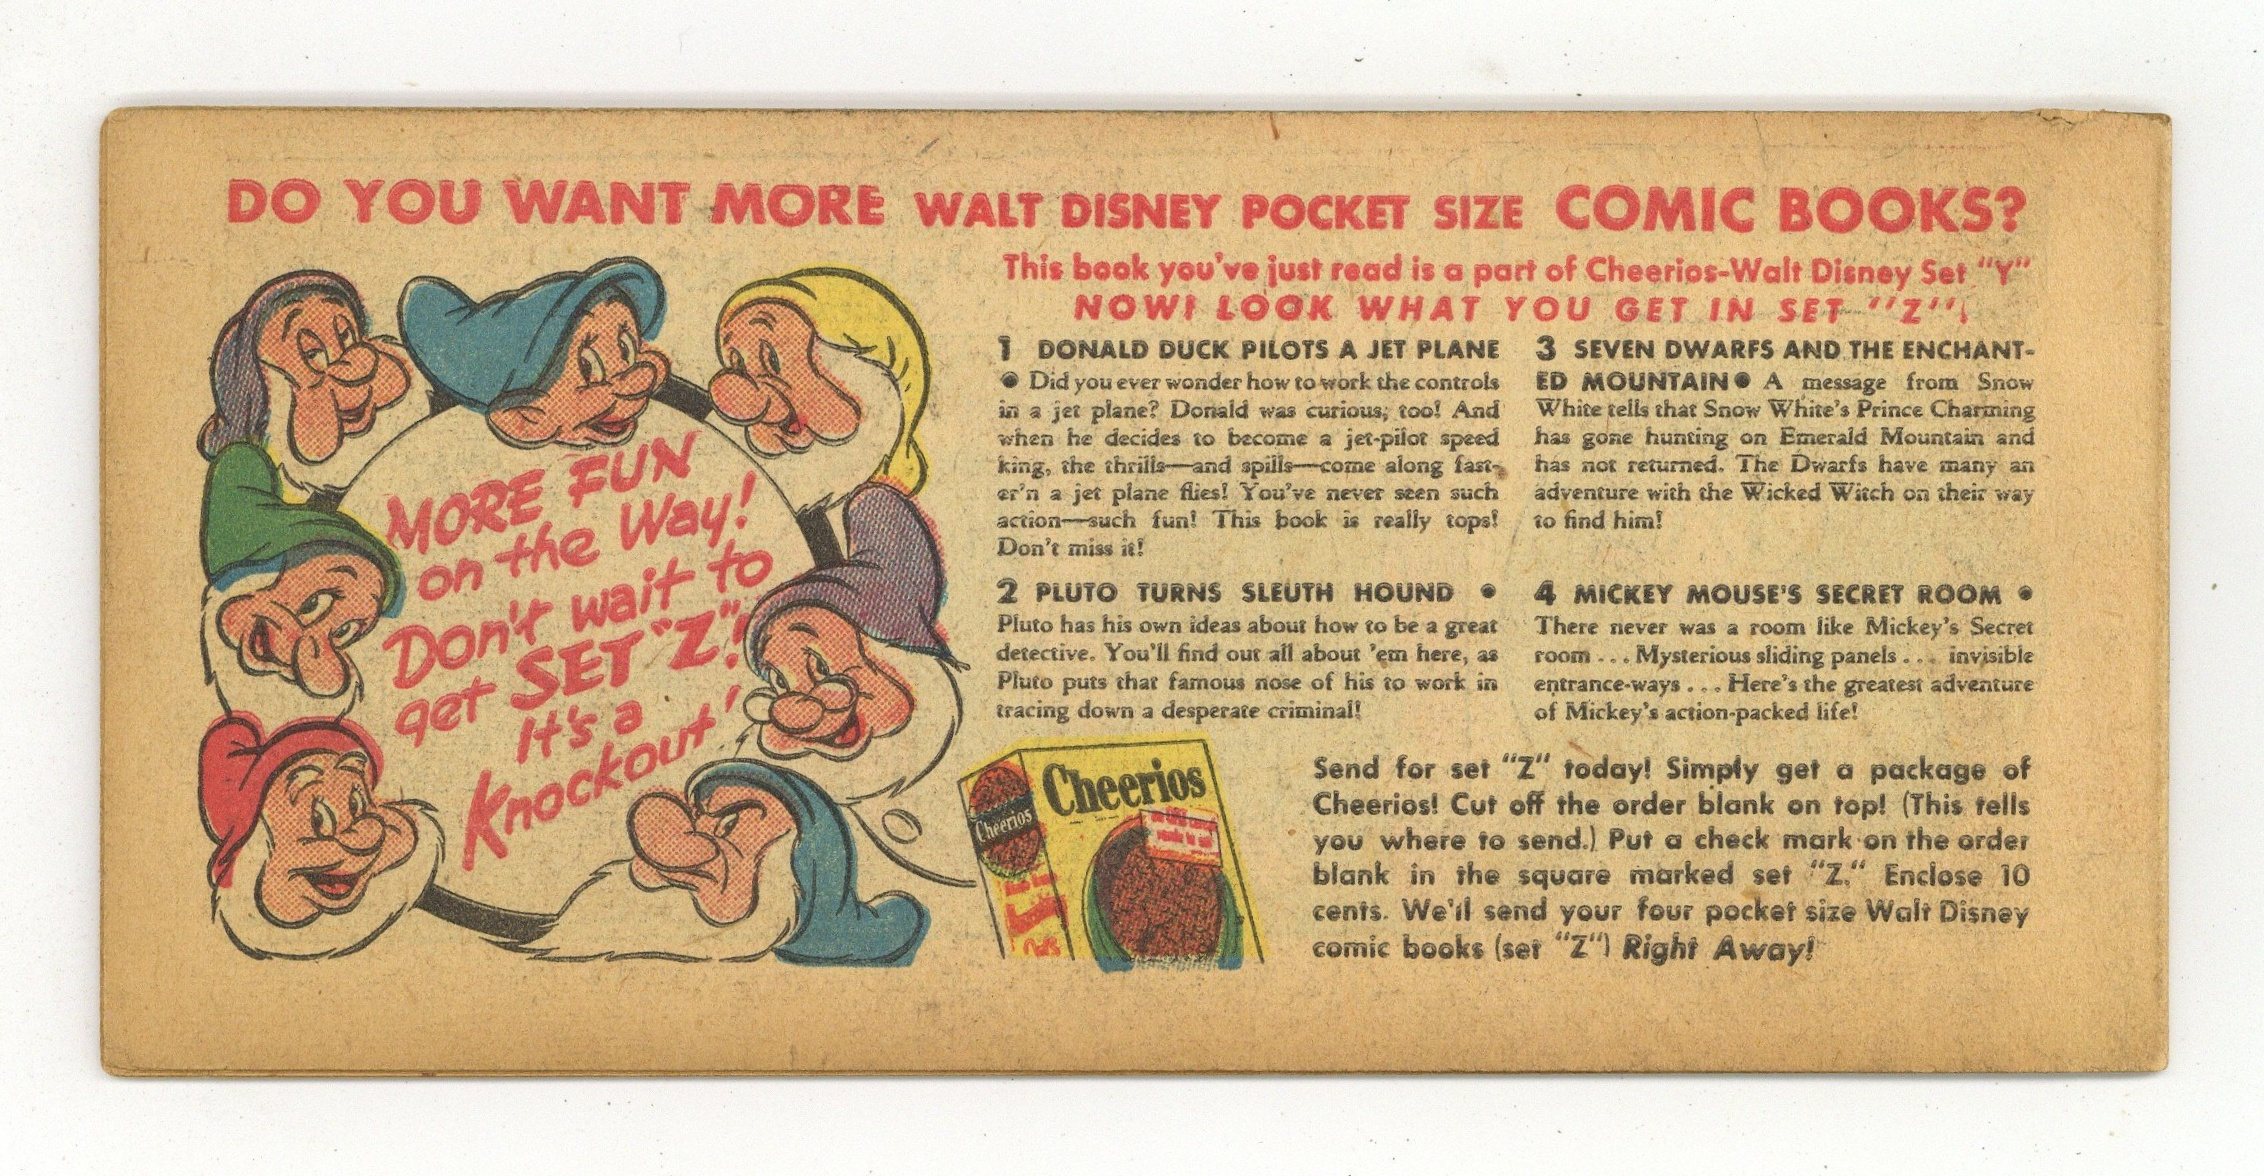 DO YOU WANT MORE WALT DISNEY POCKET SIZE COMIC BOOKS?
This book you've just read is a part of Cheerios-Walt Disney Set "Y"
NOW! LOOK WHAT YOU GET IN SET "Z".
MORE FUN
on the Way!
Don't wait to
get SET "Z"!
It's a
Knockout!
1 DONALD DUCK PILOTS A JET PLANE
● Did you ever wonder how to work the controls
in a jet plane? Donald was curious, too! And
when he decides to become a jet-pilot speed
king, the thrills—and spills—come along fast-
er'n a jet plane flies! You've never seen such
action—such fun! This book is really tops!
Don't miss it!
2 PLUTO TURNS SLEUTH HOUND ●
Pluto has his own ideas about how to be a great
detective. You'll find out all about 'em here, as
Pluto puts that famous nose of his to work in
tracing down a desperate criminal!
3 SEVEN DWARFS AND THE ENCHANT-
ED MOUNTAIN ● A message from Snow
White tells that Snow White's Prince Charming
has gone hunting on Emerald Mountain and
has not returned. The Dwarfs have many an
adventure with the Wicked Witch on their way
to find him!
4 MICKEY MOUSE'S SECRET ROOM ●
There never was a room like Mickey's Secret
room . . . Mysterious sliding panels . . . invisible
entrance-ways . . . Here's the greatest adventure
of Mickey's action-packed life!
Cheerios
Cheerios
Send for set "Z" today! Simply get a package of
Cheerios! Cut off the order blank on top! (This tells
you where to send.) Put a check mark on the order
blank in the square marked set "Z." Enclose 10
cents. We'll send your four pocket size Walt Disney
comic books (set "Z") Right Away!